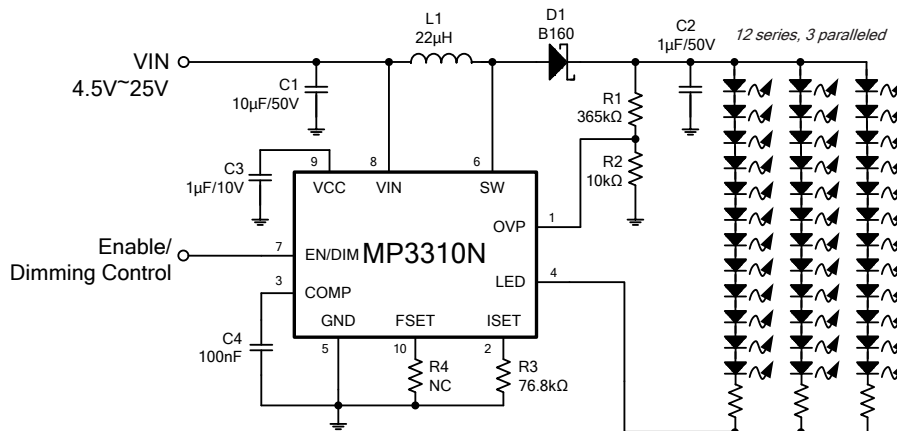 L1
22µH
D1
B160
C2
1µF/50V
12 series, 3 paralleled
VIN
4.5V~25V
C1
10µF/50V
R1
365kΩ
R2
10kΩ
C3
1µF/10V
9
8
6
VCC
VIN
SW
1
OVP
Enable/
Dimming Control
7
EN/DIM
MP3310N
3
COMP
4
LED
GND
FSET
ISET
5
10
2
C4
100nF
R4
NC
R3
76.8kΩ